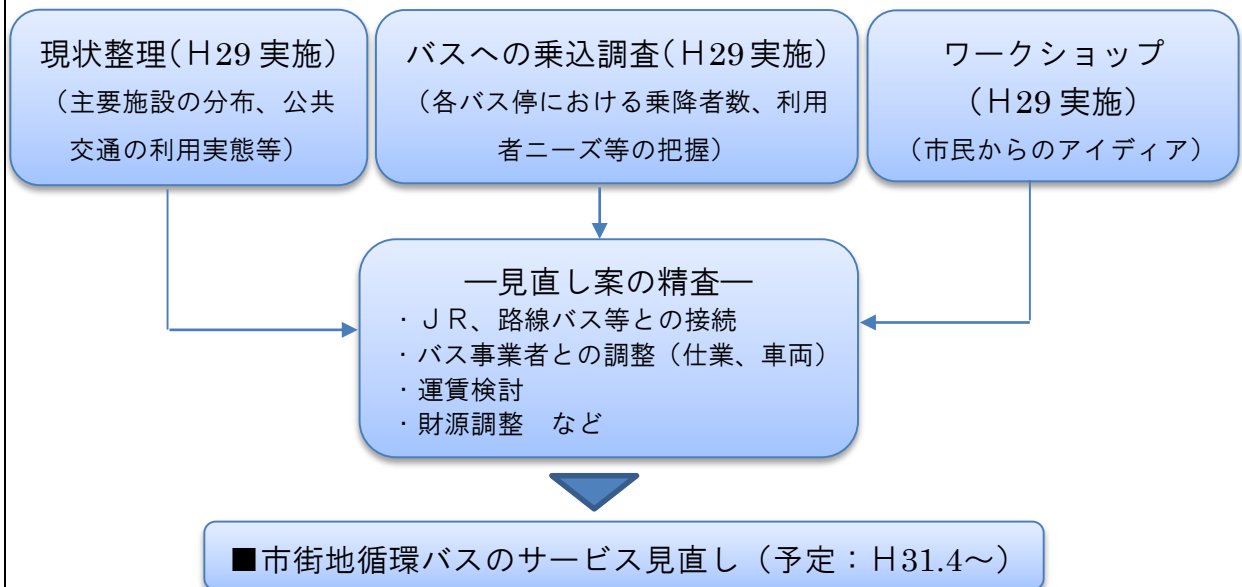 現状整理(H29 実施)
(主要施設の分布、公共
交通の利用実態等)
バスへの乗込調査(H29 実施)
(各バス停における乗降者数、利用
者ニーズ等の把握)
ワークショップ
(H29 実施)
(市民からのアイディア)
―見直し案の精査―
・JR、路線バス等との接続
・バス事業者との調整(仕業、車両)
・運賃検討
・財源調整 など
■市街地循環バスのサービス見直し(予定:H31.4～)